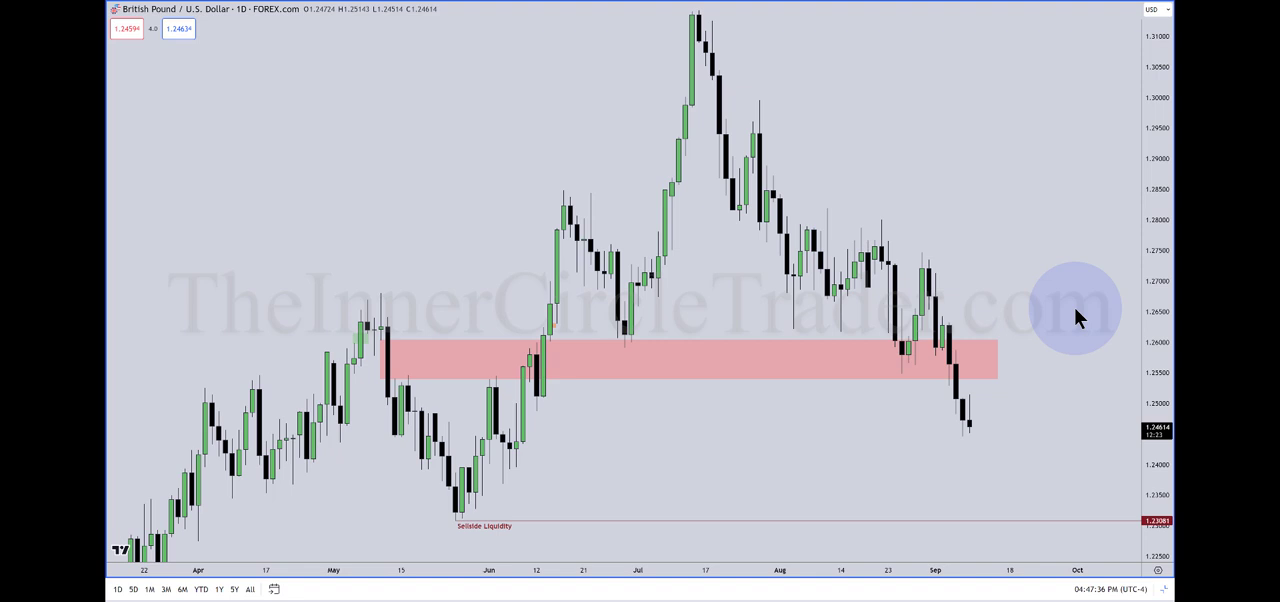 British Pound / U.S. Dollar · 1D · FOREX.com O1.24724 H1.25143 L1.24514 C1.24614
USD
1.24594 4.0 1.24634
1.31000
1.30500
1.30000
1.29500
1.29000
1.28500
1.28000
1.27500
1.27000
TheInnerCircleTrader.com
1.26500
1.26000
1.25500
1.25000
1.24614
12:23
1.24000
1.23500
1.23081
Sellside Liquidity
1.22500
22 Apr 17 May 15 Jun 12 21 Jul 17 Aug 14 23 Sep 18 Oct
1D 5D 1M 3M 6M YTD 1Y 5Y All
04:47:36 PM (UTC-4)